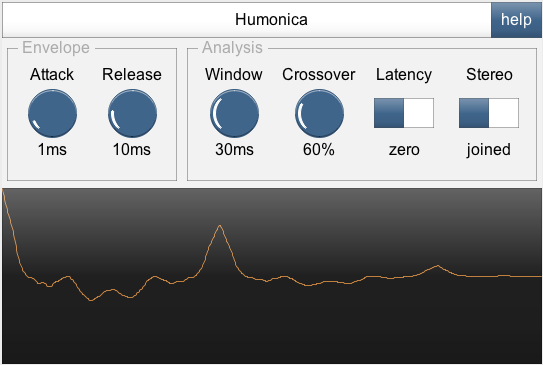 Humonica
help
Envelope
Analysis
Attack
Release
Window
Crossover
Latency
Stereo
1ms
10ms
30ms
60%
zero
joined